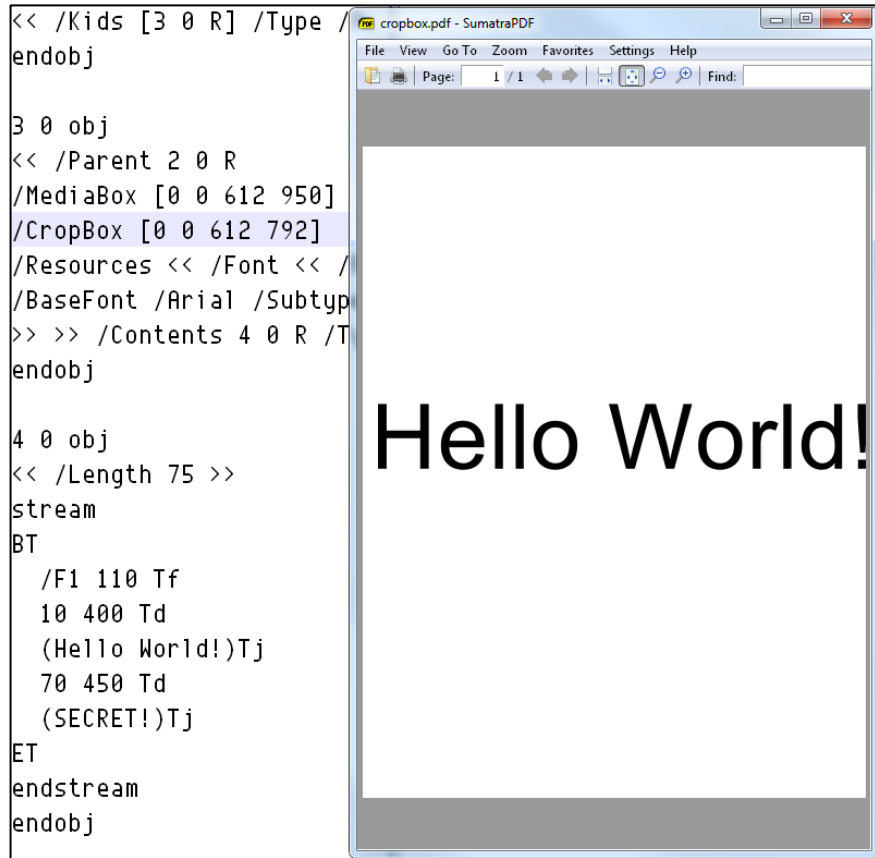 << /Kids [3 0 R] /Type /
endobj
3 0 obj
<< /Parent 2 0 R
/MediaBox [0 0 612 950]
/CropBox [0 0 612 792]
/Resources << /Font << /
/BaseFont /Arial /Subtyp
>> >> /Contents 4 0 R /T
endobj
4 0 obj
<< /Length 75 >>
stream
BT
/F1 110 Tf
10 400 Td
(Hello World!)Tj
70 450 Td
(SECRET!)Tj
ET
endstream
endobj
PDF cropbox.pdf - SumatraPDF
File View Go To Zoom Favorites Settings Help
Page: 1 / 1 Find:
Hello World!